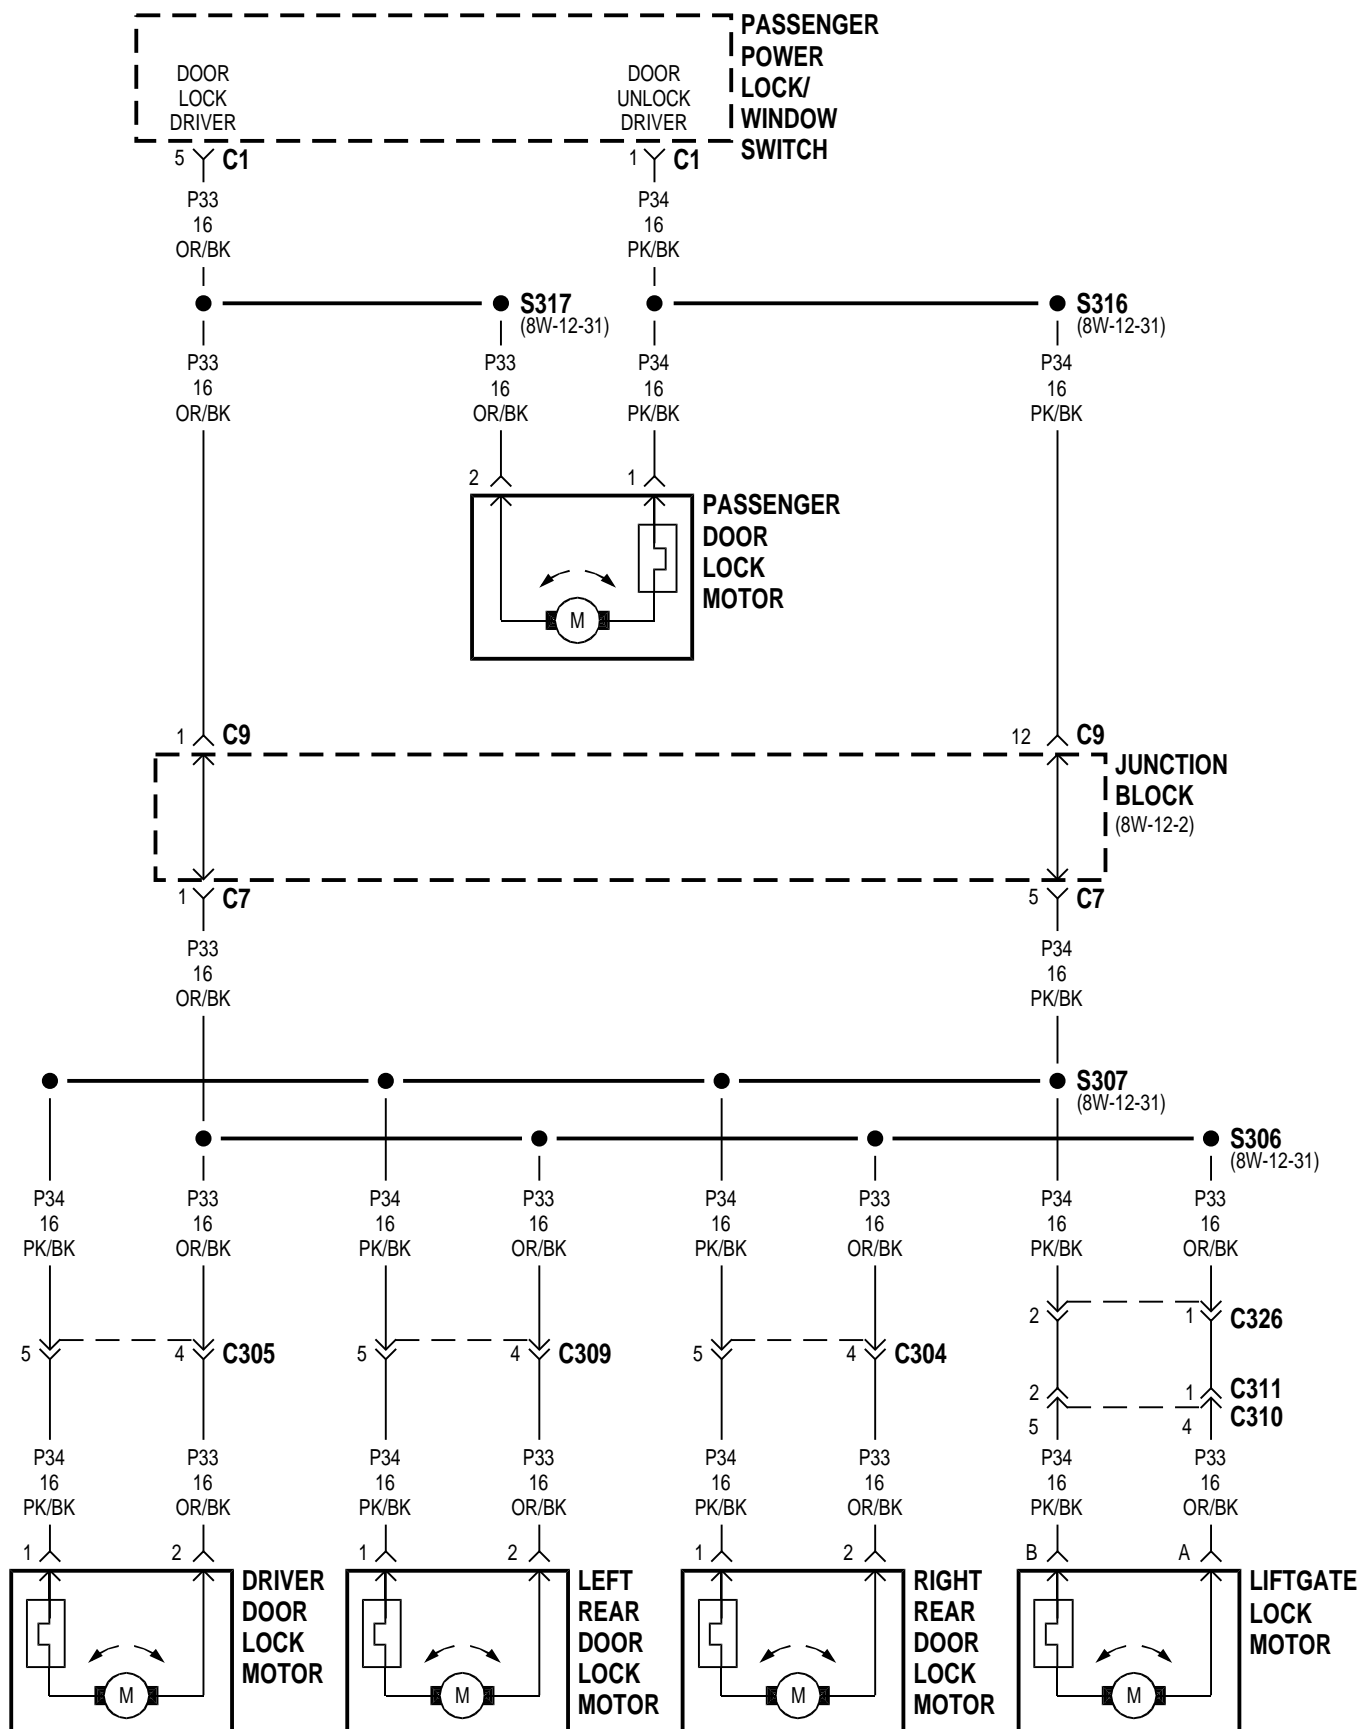 PASSENGER
POWER
LOCK/
WINDOW
SWITCH
DOOR
LOCK
DRIVER
DOOR
UNLOCK
DRIVER
5 C1
1 C1
P33
16
OR/BK
P34
16
PK/BK
S317
(8W-12-31)
S316
(8W-12-31)
P33
16
OR/BK
P33
16
OR/BK
P34
16
PK/BK
P34
16
PK/BK
2
1
PASSENGER
DOOR
LOCK
MOTOR
M
1 C9
12 C9
JUNCTION
BLOCK
(8W-12-2)
1 C7
5 C7
P33
16
OR/BK
P34
16
PK/BK
S307
(8W-12-31)
S306
(8W-12-31)
P34
16
PK/BK
P33
16
OR/BK
P34
16
PK/BK
P33
16
OR/BK
P34
16
PK/BK
P33
16
OR/BK
P34
16
PK/BK
P33
16
OR/BK
5 4 C305
5 4 C309
5 4 C304
2 1 C326
2 1 C311
5 4 C310
P34
16
PK/BK
P33
16
OR/BK
P34
16
PK/BK
P33
16
OR/BK
P34
16
PK/BK
P33
16
OR/BK
P34
16
PK/BK
P33
16
OR/BK
1 2
1 2
1 2
B A
DRIVER
DOOR
LOCK
MOTOR
M
LEFT
REAR
DOOR
LOCK
MOTOR
M
RIGHT
REAR
DOOR
LOCK
MOTOR
M
LIFTGATE
LOCK
MOTOR
M